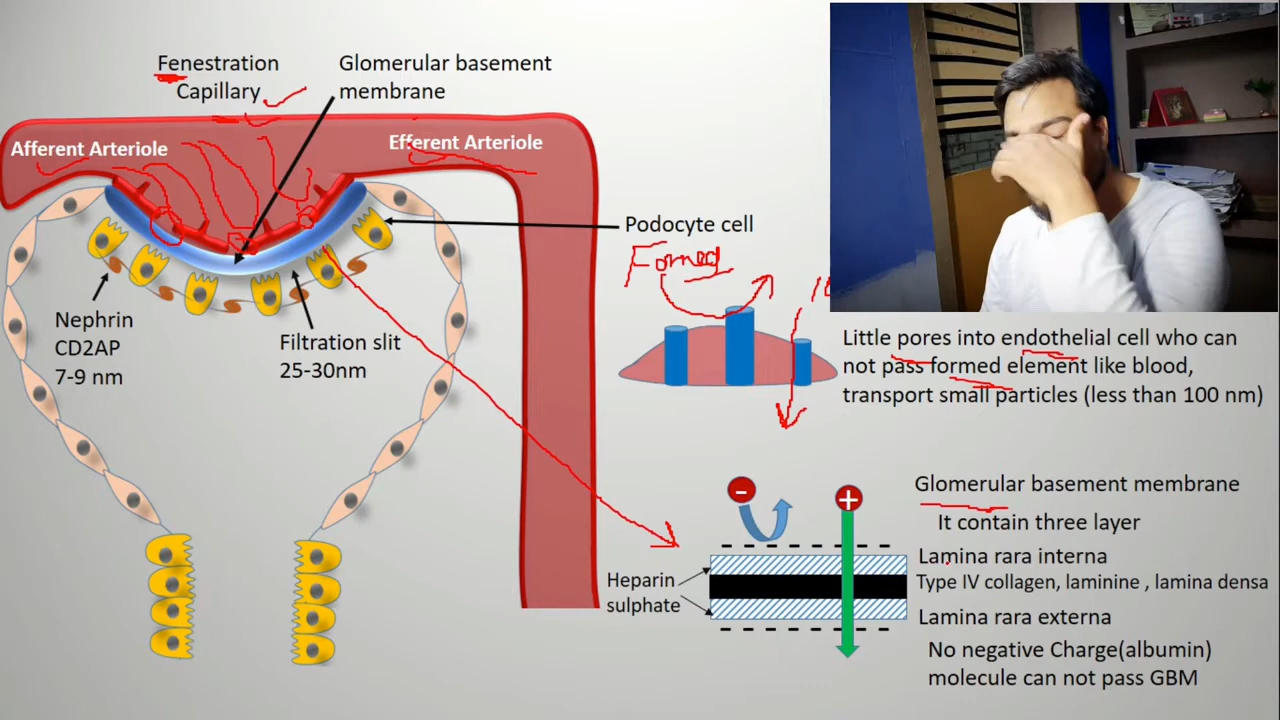 Fenestration
Capillary
Glomerular basement
membrane
Afferent Arteriole
Efferent Arteriole
Podocyte cell
Formed
Nephrin
CD2AP
7-9 nm
Filtration slit
25-30nm
Little pores into endothelial cell who can
not pass formed element like blood,
transport small particles (less than 100 nm)
-
+
Glomerular basement membrane
It contain three layer
Lamina rara interna
Heparin
sulphate
Type IV collagen, laminine , lamina densa
Lamina rara externa
No negative Charge(albumin)
molecule can not pass GBM